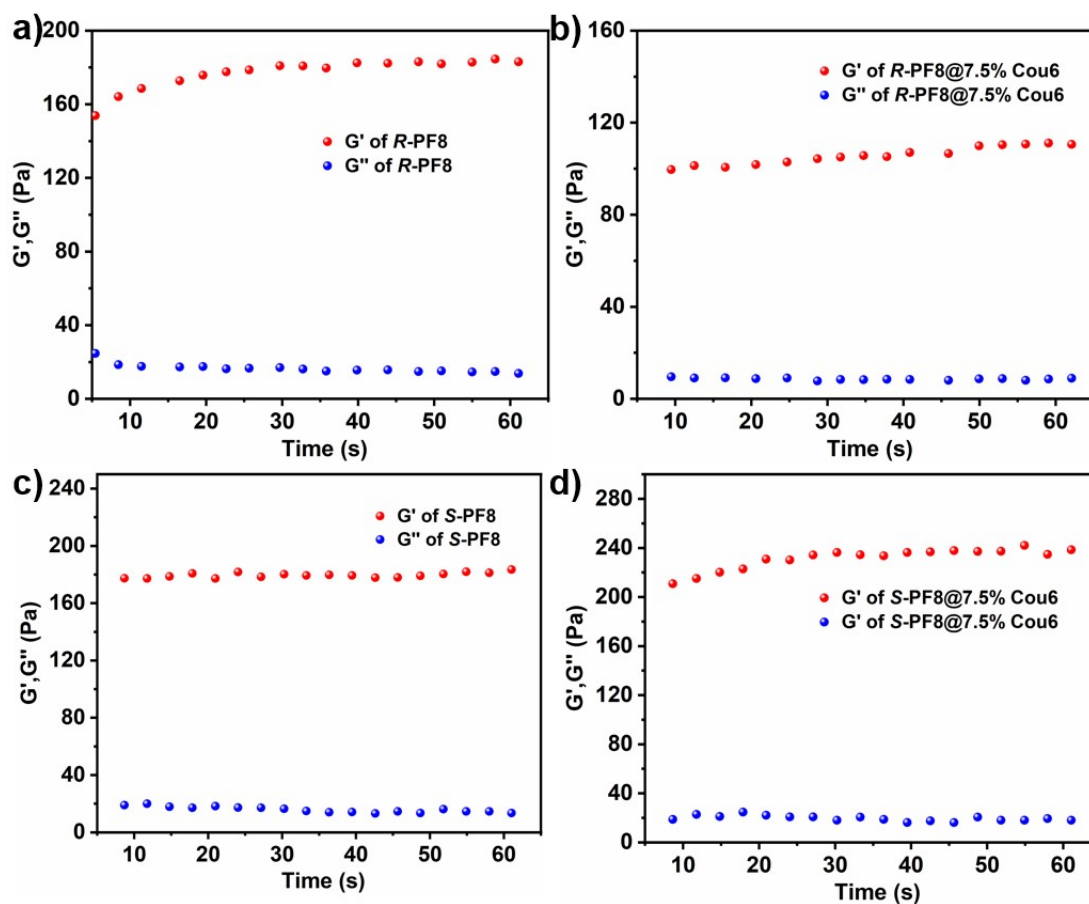 a)
200
160
120
80
40
0
G',G'' (Pa)
G' of R-PF8
G'' of R-PF8
10 20 30 40 50 60
Time (s)
b)
160
120
80
40
0
G',G'' (Pa)
G' of R-PF8@7.5% Cou6
G'' of R-PF8@7.5% Cou6
10 20 30 40 50 60
Time (s)
c)
240
200
160
120
80
40
0
G',G'' (Pa)
G' of S-PF8
G'' of S-PF8
10 20 30 40 50 60
Time (s)
d)
280
240
200
160
120
80
40
0
G',G'' (Pa)
G' of S-PF8@7.5% Cou6
G' of S-PF8@7.5% Cou6
10 20 30 40 50 60
Time (s)